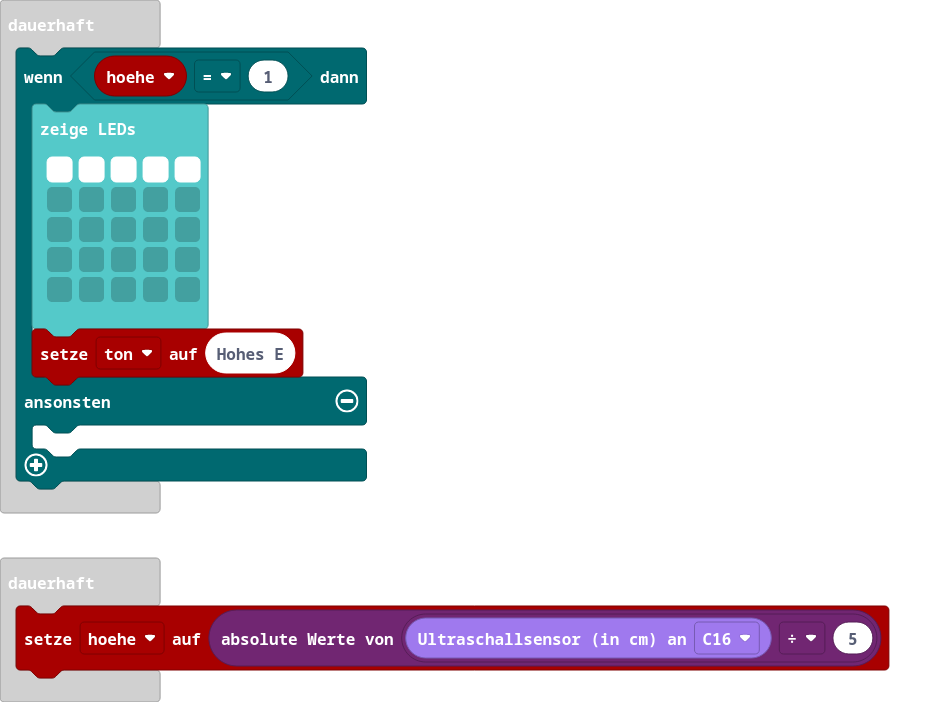 dauerhaft
wenn hoehe = 1 dann
zeige LEDs
setze ton auf Hohes E
ansonsten
dauerhaft
setze hoehe auf absolute Werte von Ultraschallsensor (in cm) an C16 ÷ 5